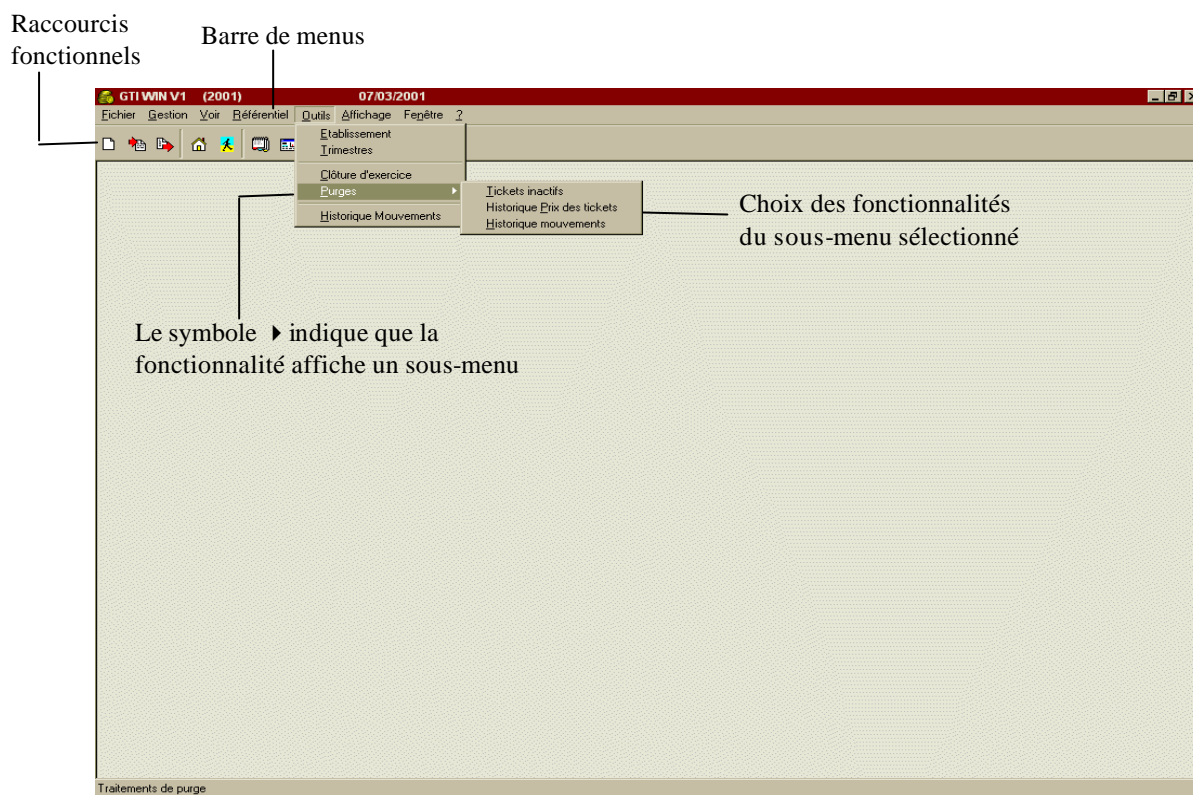 Raccourcis
fonctionnels
Barre de menus
GTI WIN V1 (2001) 07/03/2001
Fichier Gestion Voir Référentiel Outils Affichage Fenêtre ?
Etablissement
Trimestres
Clôture d'exercice
Purges
Historique Mouvements
Tickets inactifs
Historique Prix des tickets
Historique mouvements
Choix des fonctionnalités
du sous-menu sélectionné
Le symbole indique que la
fonctionnalité affiche un sous-menu
Traitements de purge